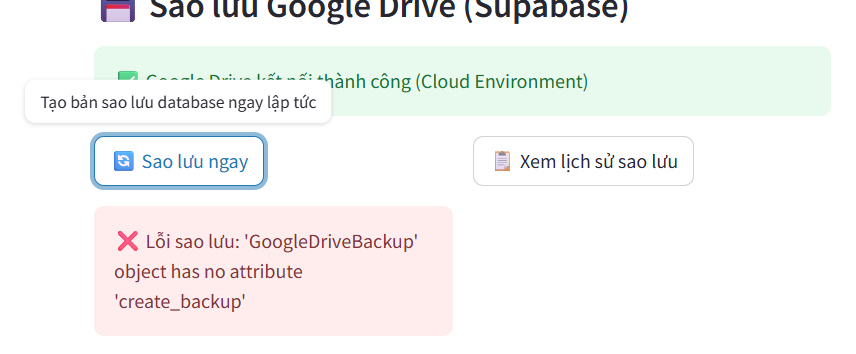 Sao lưu Google Drive (Supabase)
Google Drive kết nối thành công (Cloud Environment)
Tạo bản sao lưu database ngay lập tức
Sao lưu ngay
Xem lịch sử sao lưu
Lỗi sao lưu: 'GoogleDriveBackup'
object has no attribute
'create_backup'